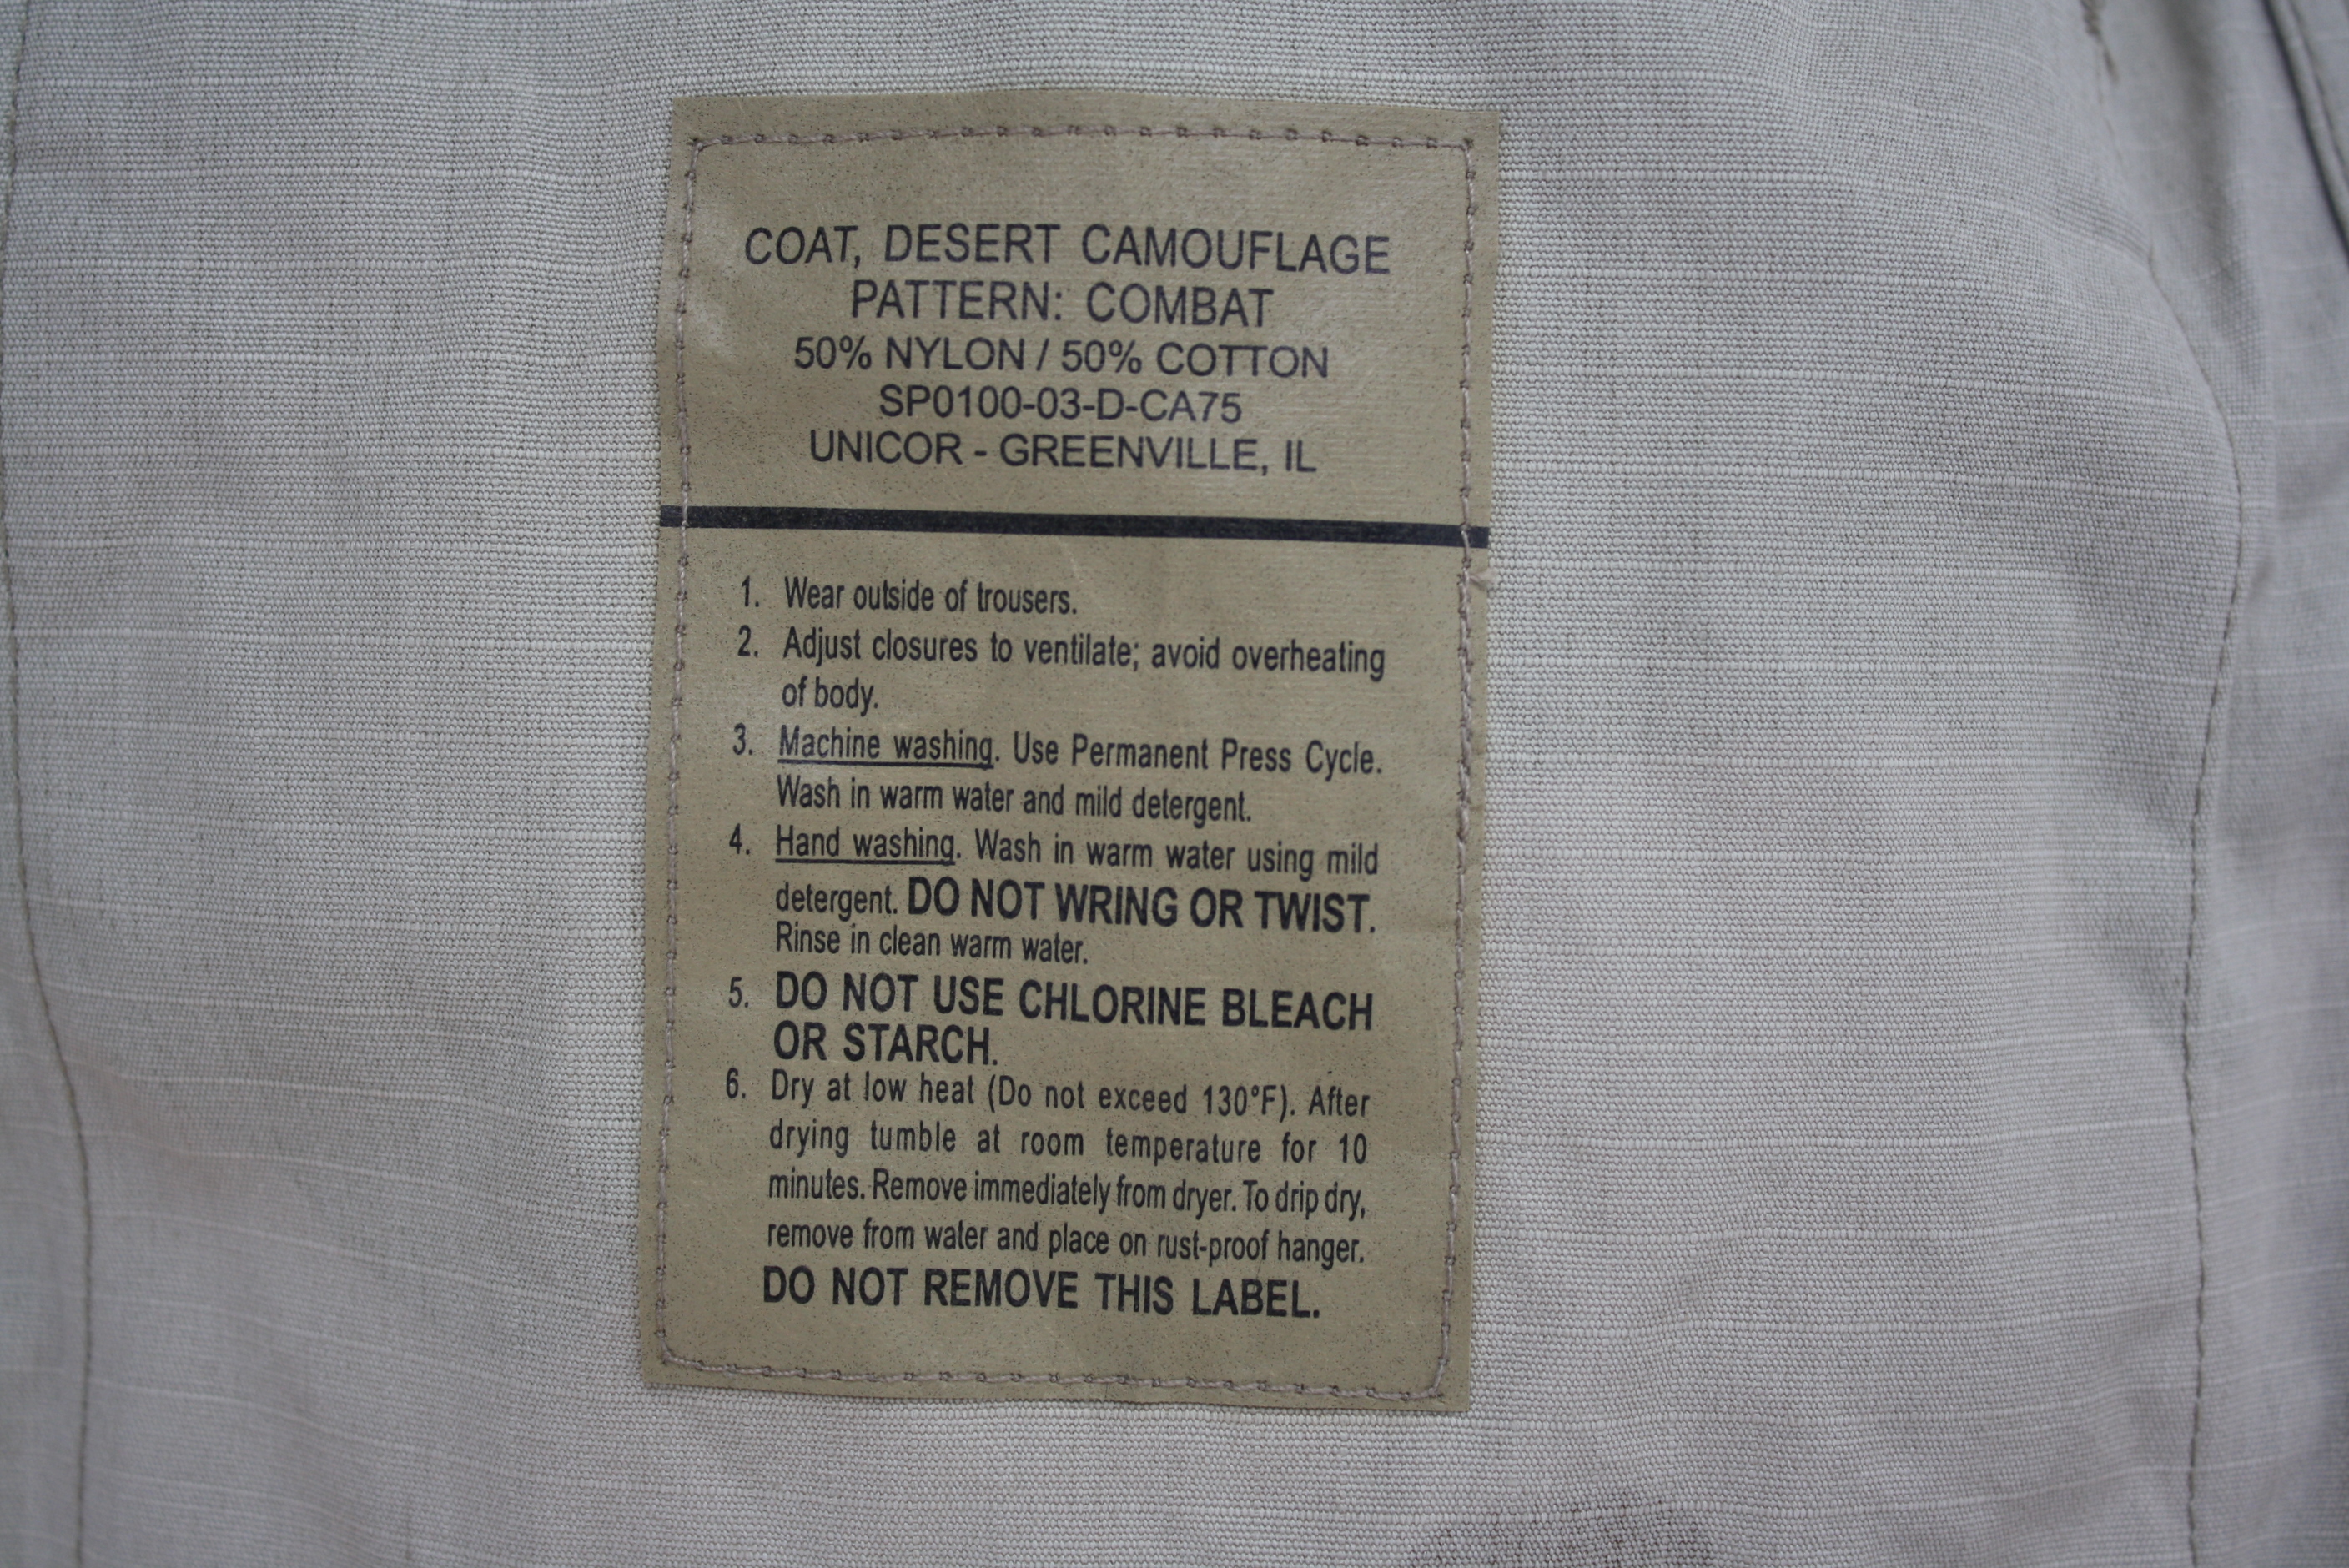 COAT, DESERT CAMOUFLAGE
PATTERN: COMBAT
50% NYLON / 50% COTTON
SP0100-03-D-CA75
UNICOR - GREENVILLE, IL
1. Wear outside of trousers.
2. Adjust closures to ventilate; avoid overheating
of body.
3. Machine washing. Use Permanent Press Cycle.
Wash in warm water and mild detergent.
4. Hand washing. Wash in warm water using mild
detergent. DO NOT WRING OR TWIST.
Rinse in clean warm water.
5. DO NOT USE CHLORINE BLEACH
OR STARCH.
6. Dry at low heat (Do not exceed 130°F). After
drying tumble at room temperature for 10
minutes. Remove immediately from dryer. To drip dry,
remove from water and place on rust-proof hanger.
DO NOT REMOVE THIS LABEL.